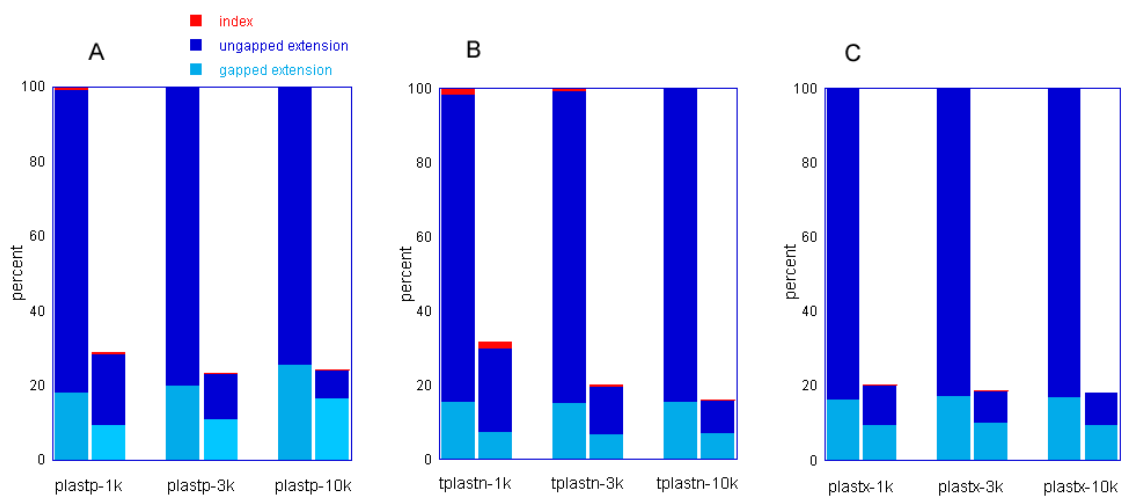 index
ungapped extension
gapped extension
A
B
C
100
80
60
40
20
0
percent
plastp-1k plastp-3k plastp-10k
100
80
60
40
20
0
percent
tplastn-1k tplastn-3k tplastn-10k
100
80
60
40
20
0
percent
plastx-1k plastx-3k plastx-10k